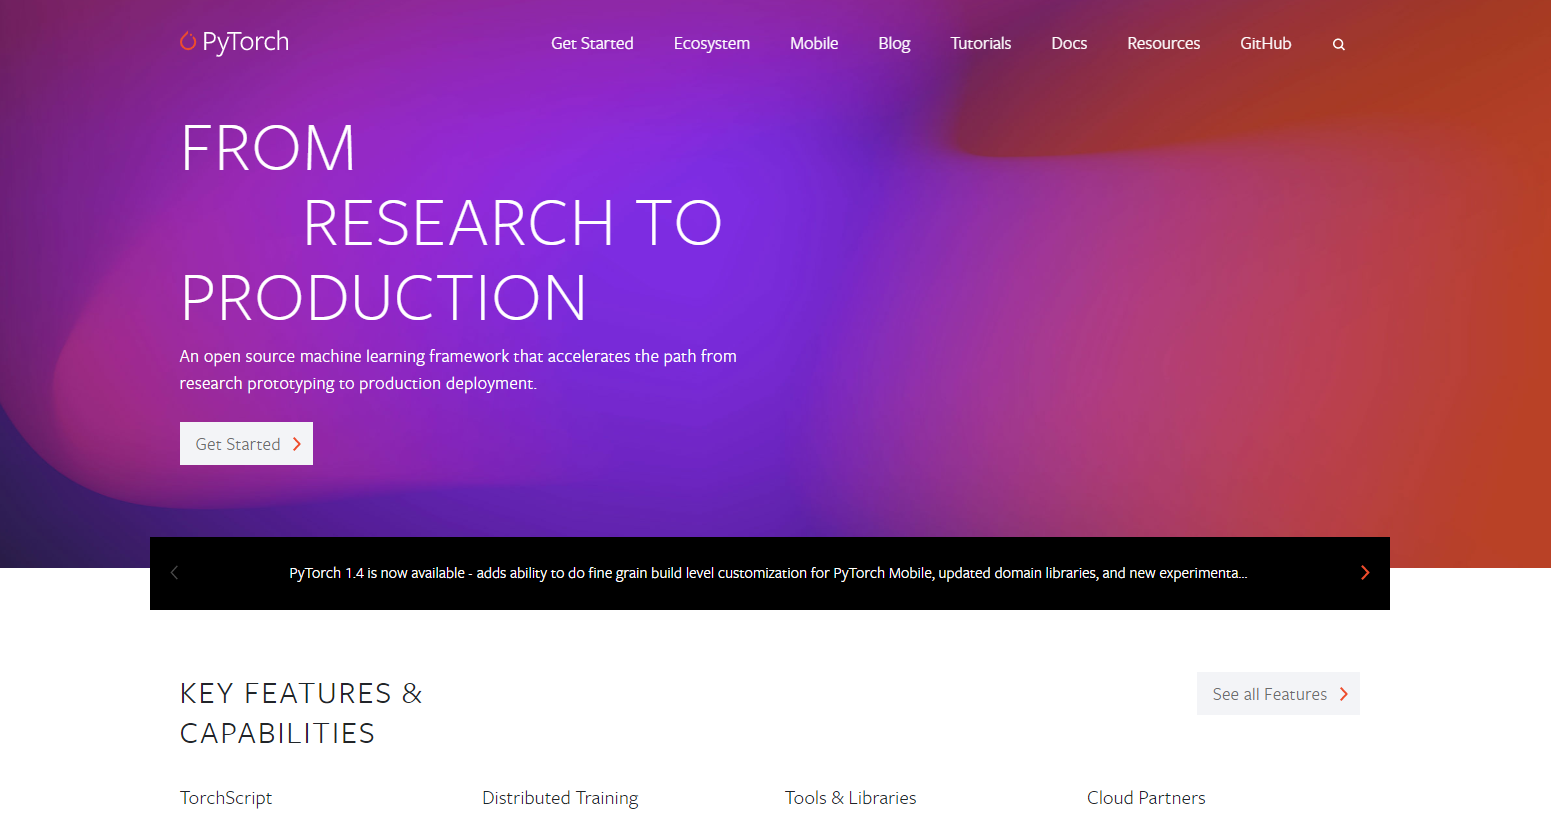 PyTorch
Get Started
Ecosystem
Mobile
Blog
Tutorials
Docs
Resources
GitHub
FROM
RESEARCH TO
PRODUCTION
An open source machine learning framework that accelerates the path from
research prototyping to production deployment.
Get Started
PyTorch 1.4 is now available - adds ability to do fine grain build level customization for PyTorch Mobile, updated domain libraries, and new experimenta...
KEY FEATURES &
CAPABILITIES
See all Features
TorchScript
Distributed Training
Tools & Libraries
Cloud Partners